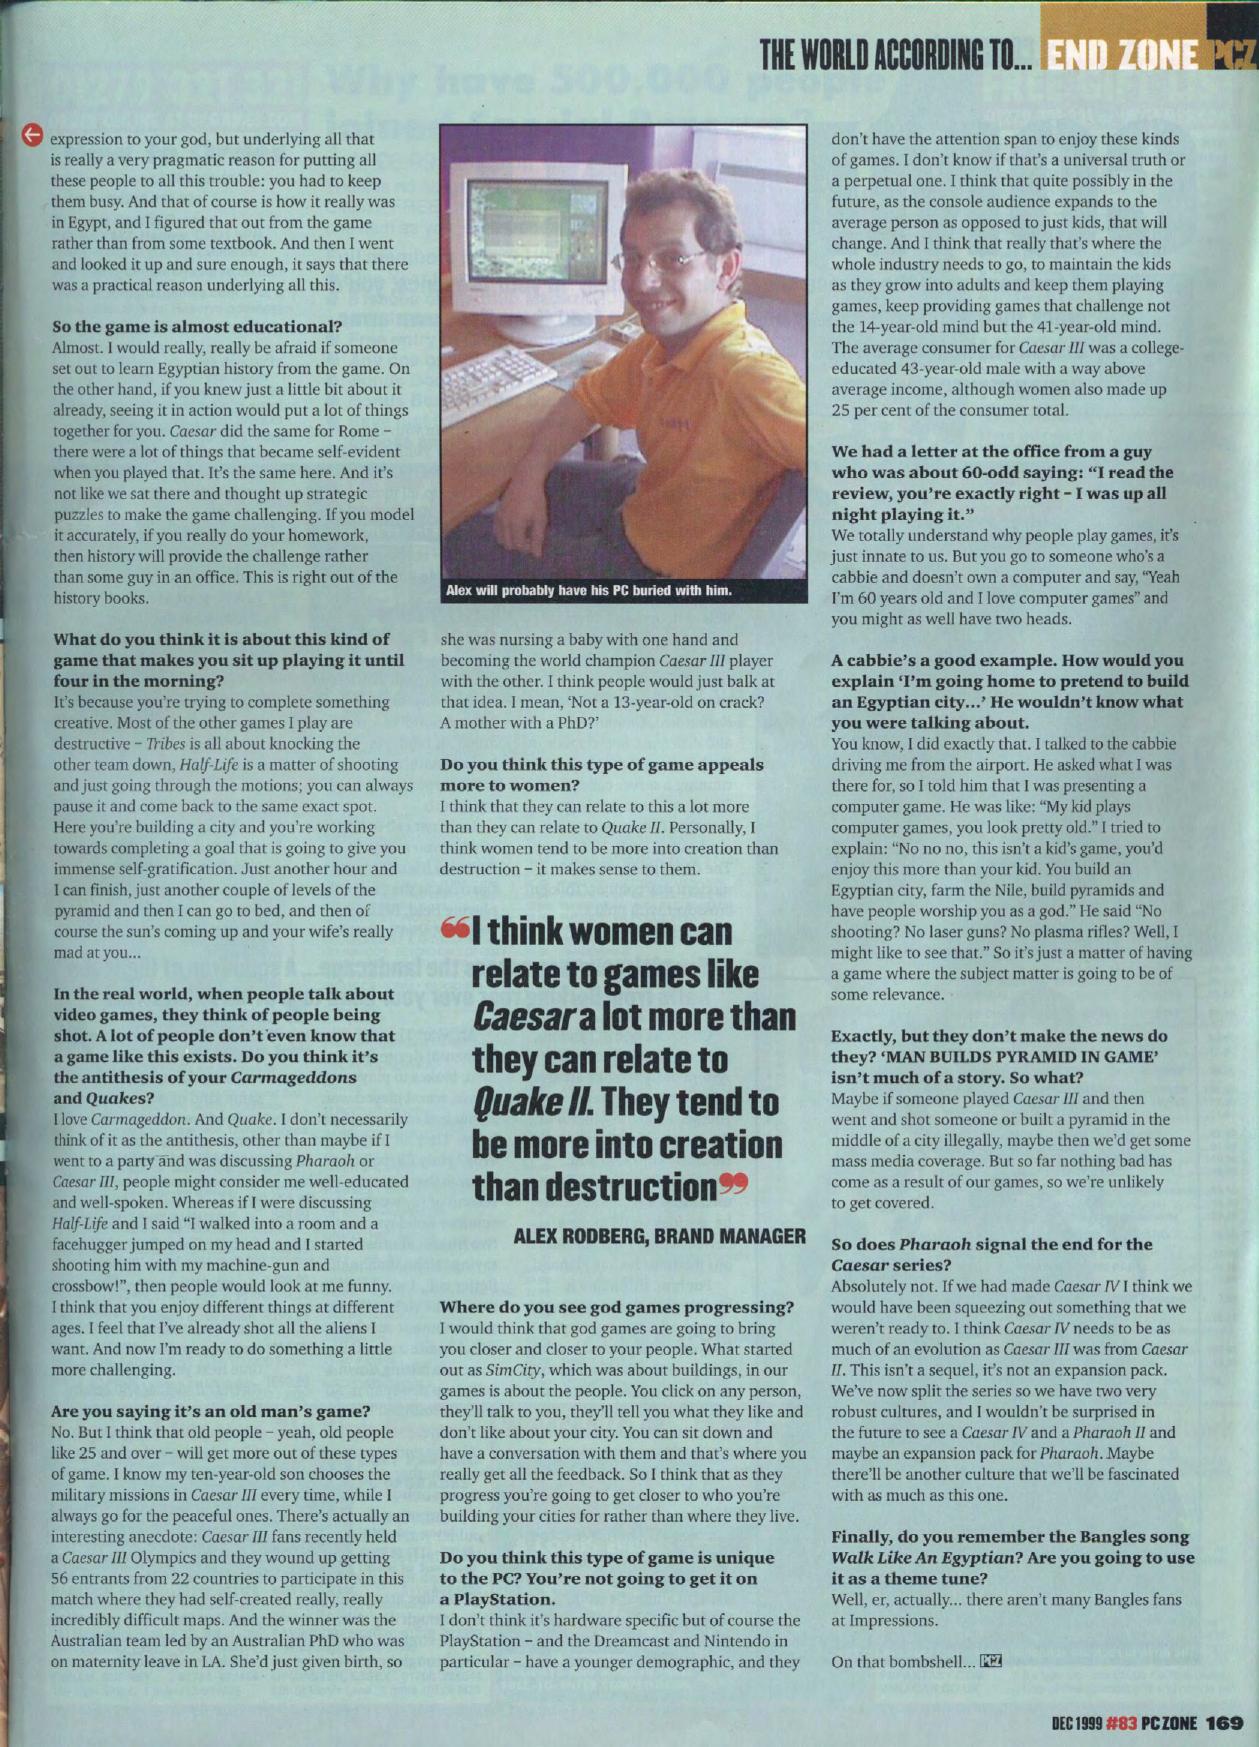 THE WORLD ACCORDING TO... END ZONE PCZ
expression to your god, but underlying all that
is really a very pragmatic reason for putting all
these people to all this trouble: you had to keep
them busy. And that of course is how it really was
in Egypt, and I figured that out from the game
rather than from some textbook. And then I went
and looked it up and sure enough, it says that there
was a practical reason underlying all this.
So the game is almost educational?
Almost. I would really, really be afraid if someone
set out to learn Egyptian history from the game. On
the other hand, if you knew just a little bit about it
already, seeing it in action would put a lot of things
together for you. Caesar did the same for Rome –
there were a lot of things that became self-evident
when you played that. It's the same here. And it's
not like we sat there and thought up strategic
puzzles to make the game challenging. If you model
it accurately, if you really do your homework,
then history will provide the challenge rather
than some guy in an office. This is right out of the
history books.
What do you think it is about this kind of
game that makes you sit up playing it until
four in the morning?
It's because you're trying to complete something
creative. Most of the other games I play are
destructive – Tribes is all about knocking the
other team down, Half-Life is a matter of shooting
and just going through the motions; you can always
pause it and come back to the same exact spot.
Here you're building a city and you're working
towards completing a goal that is going to give you
immense self-gratification. Just another hour and
I can finish, just another couple of levels of the
pyramid and then I can go to bed, and then of
course the sun's coming up and your wife's really
mad at you...
In the real world, when people talk about
video games, they think of people being
shot. A lot of people don't even know that
a game like this exists. Do you think it's
the antithesis of your Carmageddons
and Quakes?
I love Carmageddon. And Quake. I don't necessarily
think of it as the antithesis, other than maybe if I
went to a party and was discussing Pharaoh or
Caesar III, people might consider me well-educated
and well-spoken. Whereas if I were discussing
Half-Life and I said “I walked into a room and a
facehugger jumped on my head and I started
shooting him with my machine-gun and
crossbow!”, then people would look at me funny.
I think that you enjoy different things at different
ages. I feel that I've already shot all the aliens I
want. And now I'm ready to do something a little
more challenging.
Are you saying it's an old man's game?
No. But I think that old people – yeah, old people
like 25 and over – will get more out of these types
of game. I know my ten-year-old son chooses the
military missions in Caesar III every time, while I
always go for the peaceful ones. There's actually an
interesting anecdote: Caesar III fans recently held
a Caesar III Olympics and they wound up getting
56 entrants from 22 countries to participate in this
match where they had self-created really, really
incredibly difficult maps. And the winner was the
Australian team led by an Australian PhD who was
on maternity leave in LA. She'd just given birth, so
Alex will probably have his PC buried with him.
she was nursing a baby with one hand and
becoming the world champion Caesar III player
with the other. I think people would just balk at
that idea. I mean, ‘Not a 13-year-old on crack?
A mother with a PhD?’
Do you think this type of game appeals
more to women?
I think that they can relate to this a lot more
than they can relate to Quake II. Personally, I
think women tend to be more into creation than
destruction – it makes sense to them.
“I think women can
relate to games like
Caesar a lot more than
they can relate to
Quake II. They tend to
be more into creation
than destruction”
ALEX RODBERG, BRAND MANAGER
Where do you see god games progressing?
I would think that god games are going to bring
you closer and closer to your people. What started
out as SimCity, which was about buildings, in our
games is about the people. You click on any person,
they'll talk to you, they'll tell you what they like and
don't like about your city. You can sit down and
have a conversation with them and that's where you
really get all the feedback. So I think that as they
progress you're going to get closer to who you're
building your cities for rather than where they live.
Do you think this type of game is unique
to the PC? You're not going to get it on
a PlayStation.
I don't think it's hardware specific but of course the
PlayStation – and the Dreamcast and Nintendo in
particular – have a younger demographic, and they
don't have the attention span to enjoy these kinds
of games. I don't know if that's a universal truth or
a perpetual one. I think that quite possibly in the
future, as the console audience expands to the
average person as opposed to just kids, that will
change. And I think that really that's where the
whole industry needs to go, to maintain the kids
as they grow into adults and keep them playing
games, keep providing games that challenge not
the 14-year-old mind but the 41-year-old mind.
The average consumer for Caesar III was a college-
educated 43-year-old male with a way above
average income, although women also made up
25 per cent of the consumer total.
We had a letter at the office from a guy
who was about 60-odd saying: “I read the
review, you're exactly right – I was up all
night playing it.”
We totally understand why people play games, it's
just innate to us. But you go to someone who's a
cabbie and doesn't own a computer and say, “Yeah
I'm 60 years old and I love computer games” and
you might as well have two heads.
A cabbie's a good example. How would you
explain ‘I'm going home to pretend to build
an Egyptian city...’ He wouldn't know what
you were talking about.
You know, I did exactly that. I talked to the cabbie
driving me from the airport. He asked what I was
there for, so I told him that I was presenting a
computer game. He was like: “My kid plays
computer games, you look pretty old.” I tried to
explain: “No no no, this isn't a kid's game, you'd
enjoy this more than your kid. You build an
Egyptian city, farm the Nile, build pyramids and
have people worship you as a god.” He said “No
shooting? No laser guns? No plasma rifles? Well, I
might like to see that.” So it's just a matter of having
a game where the subject matter is going to be of
some relevance.
Exactly, but they don't make the news do
they? ‘MAN BUILDS PYRAMID IN GAME’
isn't much of a story. So what?
Maybe if someone played Caesar III and then
went and shot someone or built a pyramid in the
middle of a city illegally, maybe then we'd get some
mass media coverage. But so far nothing bad has
come as a result of our games, so we're unlikely
to get covered.
So does Pharaoh signal the end for the
Caesar series?
Absolutely not. If we had made Caesar IV I think we
would have been squeezing out something that we
weren't ready to. I think Caesar IV needs to be as
much of an evolution as Caesar III was from Caesar
II. This isn't a sequel, it's not an expansion pack.
We've now split the series so we have two very
robust cultures, and I wouldn't be surprised in
the future to see a Caesar IV and a Pharaoh II and
maybe an expansion pack for Pharaoh. Maybe
there'll be another culture that we'll be fascinated
with as much as this one.
Finally, do you remember the Bangles song
Walk Like An Egyptian? Are you going to use
it as a theme tune?
Well, er, actually... there aren't many Bangles fans
at Impressions.
On that bombshell... PCZ
DEC 1999 #83 PC ZONE 169